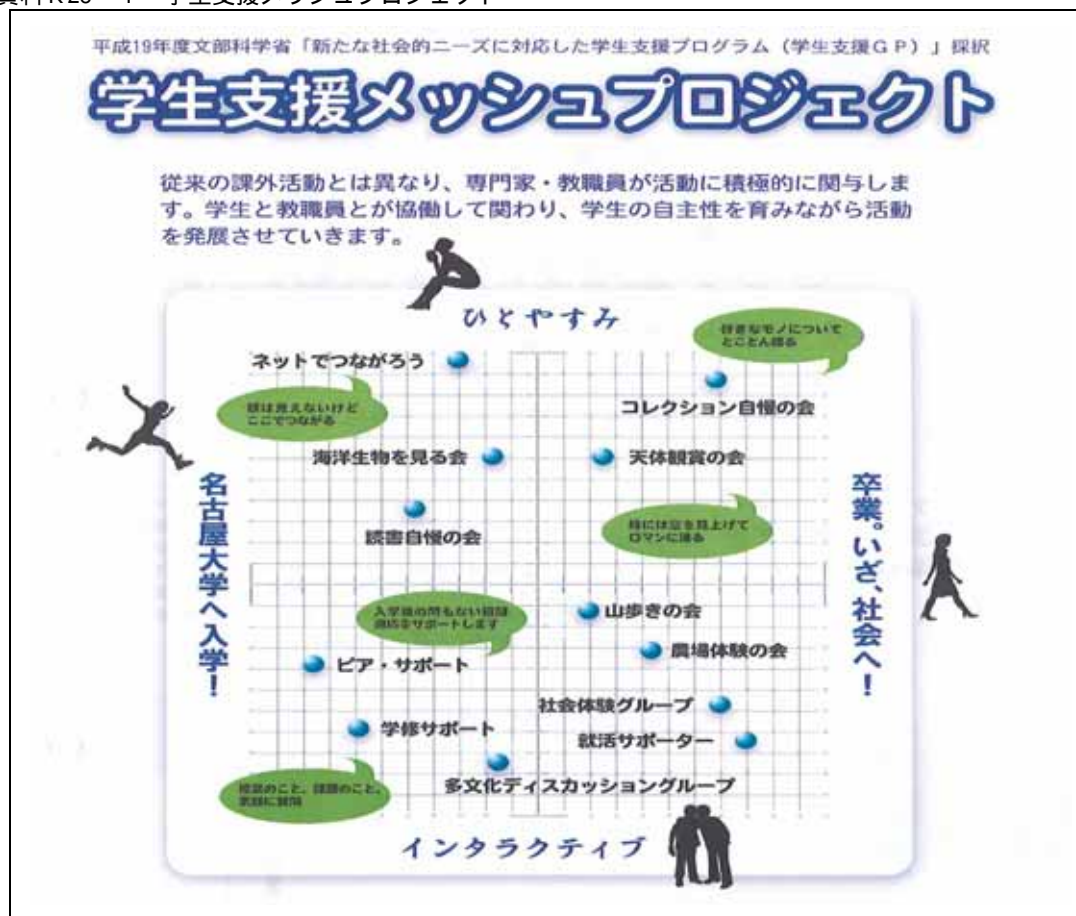 平成19年度文部科学省「新たな社会的ニーズに対応した学生支援プログラム（学生支援ＧＰ）」採択
学生支援メッシュプロジェクト
従来の課外活動とは異なり、専門家・教職員が活動に積極的に関与しま
す。学生と教職員とが協働して関わり、学生の自主性を育みながら活動
を発展させていきます。
ひとやすみ
好きなモノについて
とことん語る
ネットでつながろう
コレクション自慢の会
顔は見えないけど
ここでつながる
海洋生物を見る会
天体観賞の会
名古屋大学へ入学！
卒業。いざ、社会へ！
読書自慢の会
時には空を見上げて
ロマンに浸る
山歩きの会
サポートします
農場体験の会
ピア・サポート
社会体験グループ
学修サポート
就活サポーター
多文化ディスカッショングループ
授業のこと、課題のこと、
気軽に質問
インタラクティブ